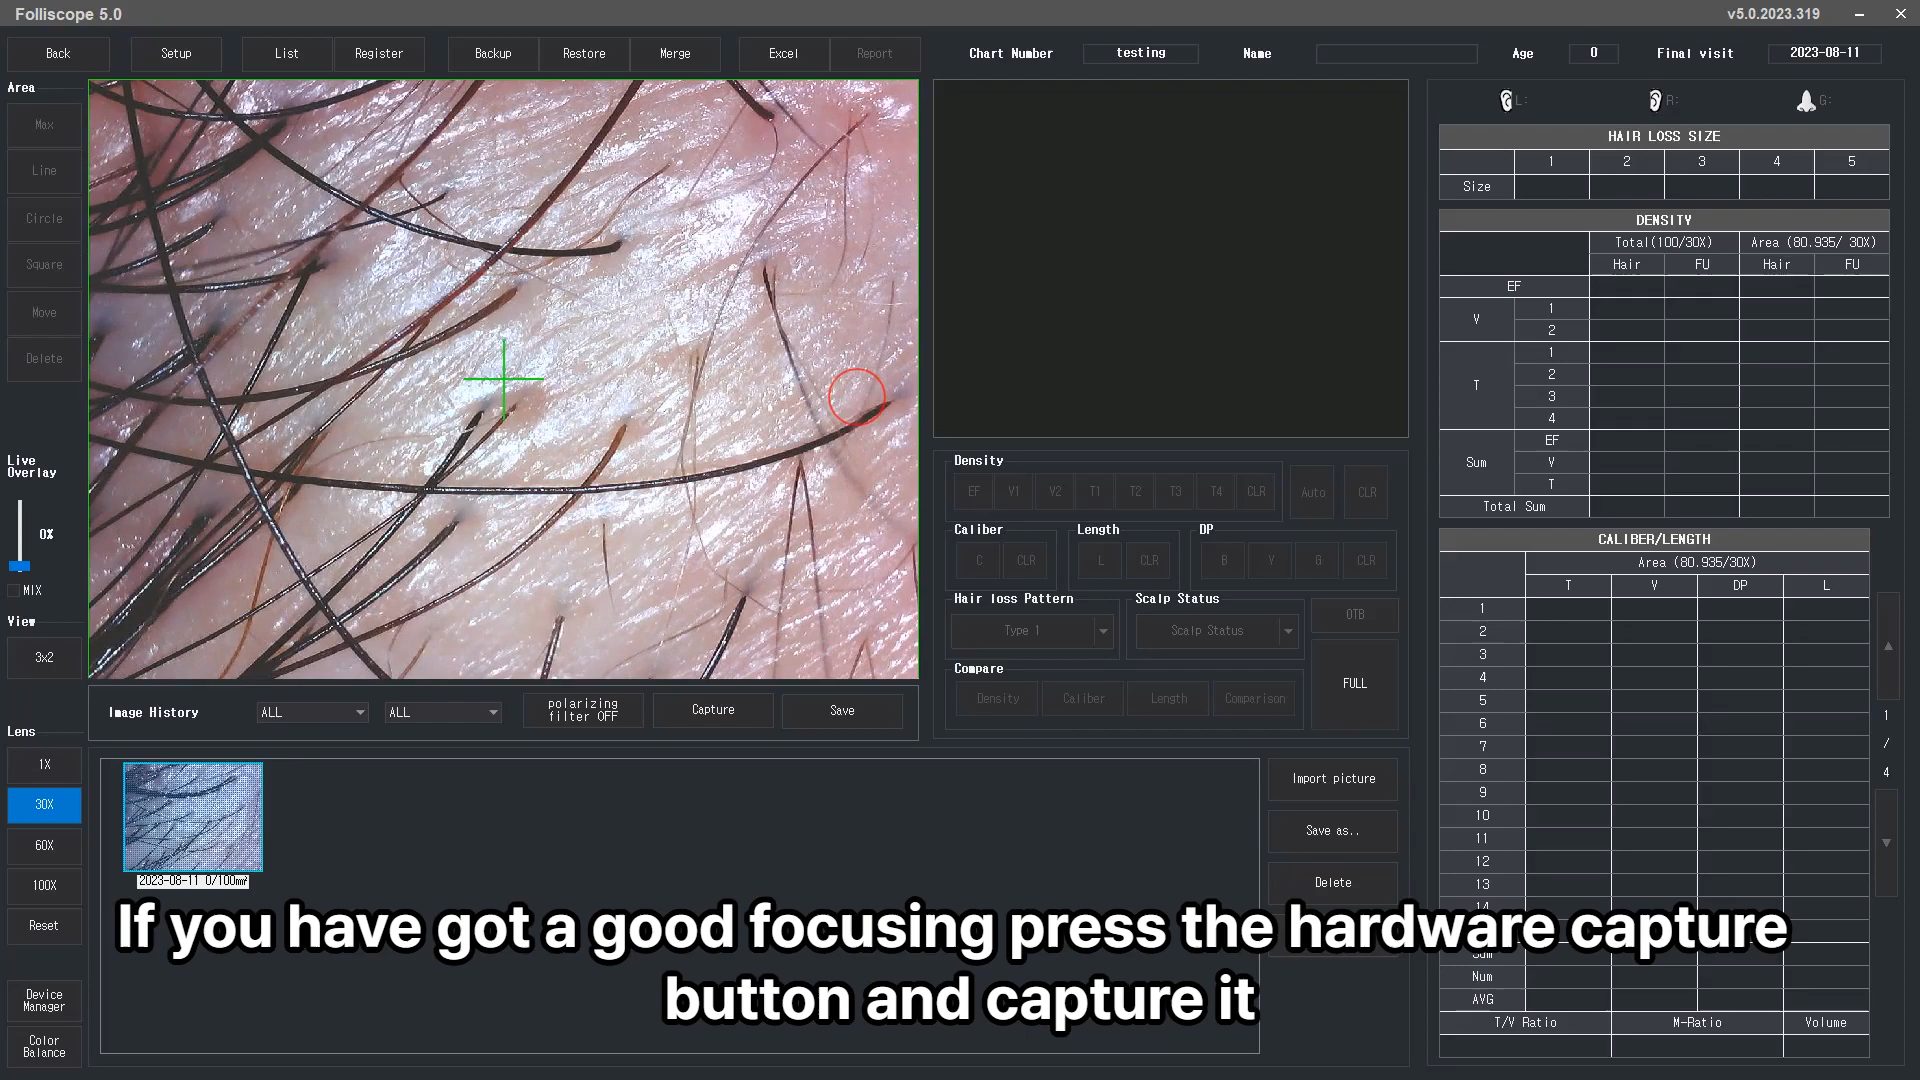 Folliscope 5.0
v5.0.2023.319
Back
Setup
List
Register
Backup
Restore
Merge
Excel
Report
Chart Number
testing
Name
Age
0
Final visit
2023-08-11
Area
Max
Line
Circle
Square
Move
Delete
Live
Overlay
0%
MIX
View
3x2
Lens
1X
30X
60X
100X
Reset
Device
Manager
Color
Balance
Image History
ALL
ALL
polarizing
filter OFF
Capture
Save
2023-08-11 0/100㎟
Import picture
Save as..
Delete
Density
EF V1 V2 T1 T2 T3 T4 CLR
Auto
CLR
Caliber
C CLR
Length
L CLR
DP
B Y G CLR
Hair loss Pattern
Type 1
Scalp Status
Scalp Status
OTB
Compare
Density
Caliber
Length
Comparison
FULL
L:
R:
G:
HAIR LOSS SIZE
1 2 3 4 5
Size
DENSITY
Total(100/30X) Area (80.935/ 30X)
Hair FU Hair FU
EF
V
1
2
T
1
2
3
4
Sum
EF
V
T
Total Sum
CALIBER/LENGTH
Area (80.935/30X)
T V DP L
1
2
3
4
5
6
7
8
9
10
11
12
13
14
Sum
Num
AVG
T/V Ratio M-Ratio Volume
1
/
4
If you have got a good focusing press the hardware capture
button and capture it